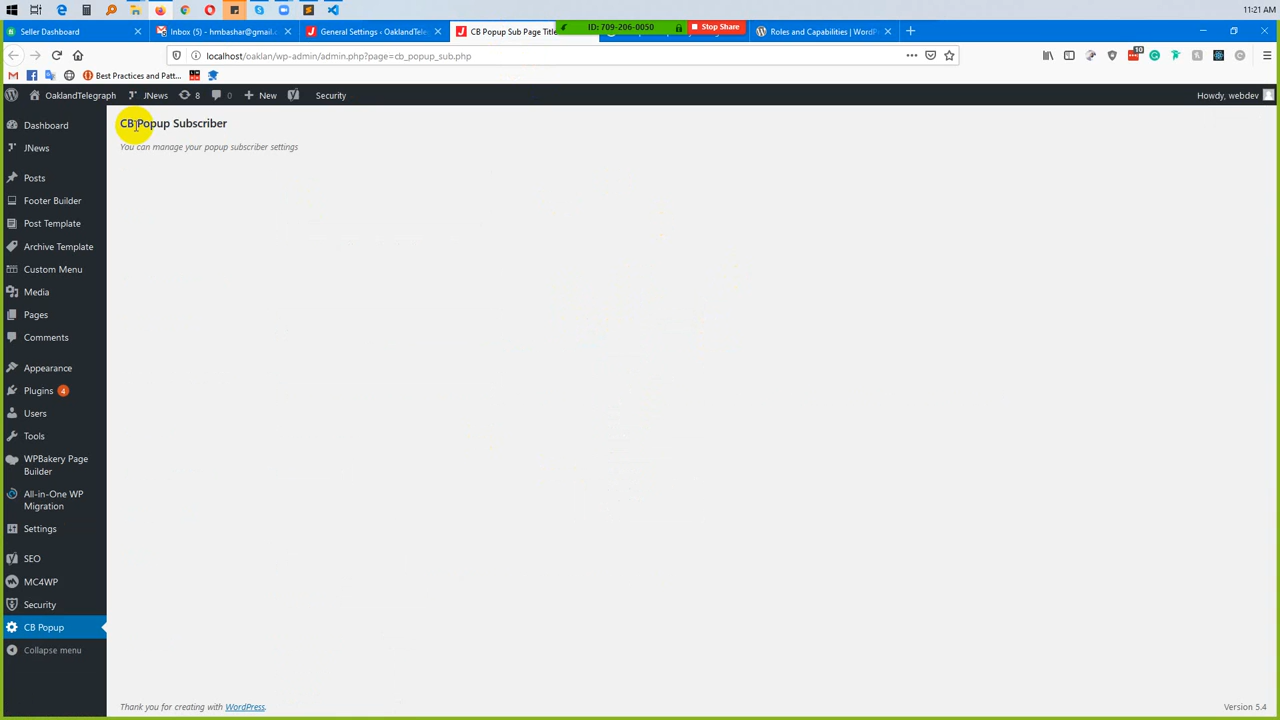 11:21 AM
Seller Dashboard
Inbox (5) - hmbashar@gmail.c
General Settings ‹ OaklandTele
CB Popup Sub Page Title
ID: 709-206-0050
Stop Share
Roles and Capabilities | WordP
localhost/oaklan/wp-admin/admin.php?page=cb_popup_sub.php
10
Best Practices and Patt...
OaklandTelegraph
JNews
8
0
New
Security
Howdy, webdev
Dashboard
JNews
Posts
Footer Builder
Post Template
Archive Template
Custom Menu
Media
Pages
Comments
Appearance
Plugins 4
Users
Tools
WPBakery Page
Builder
All-in-One WP
Migration
Settings
SEO
MC4WP
Security
CB Popup
Collapse menu
CB Popup Subscriber
You can manage your popup subscriber settings
Thank you for creating with WordPress.
Version 5.4